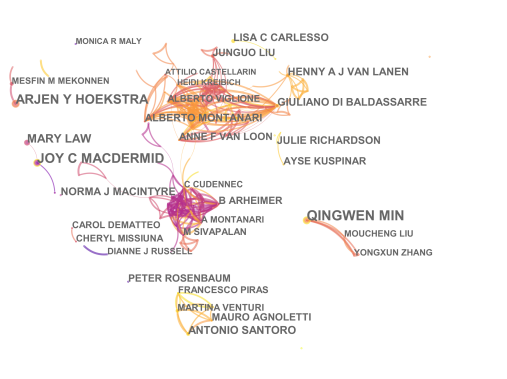 LISA C CARLESSO
MONICA R MALY
JUNGUO LIU
ATTILIO CASTELLARIN
HENNY A J VAN LANEN
MESFIN M MEKONNEN
HEIDI KREIBICH
ARJEN Y HOEKSTRA
ALBERTO VIGLIONE
GIULIANO DI BALDASSARRE
ALBERTO MONTANARI
ANNE F VAN LOON
MARY LAW
JULIE RICHARDSON
JOY C MACDERMID
AYSE KUSPINAR
C CUDENNEC
NORMA J MACINTYRE
B ARHEIMER
A MONTANARI
QINGWEN MIN
CAROL DEMATTEO
M SIVAPALAN
MOUCHENG LIU
CHERYL MISSIUNA
DIANNE J RUSSELL
YONGXUN ZHANG
PETER ROSENBAUM
FRANCESCO PIRAS
MARTINA VENTURI
MAURO AGNOLETTI
ANTONIO SANTORO